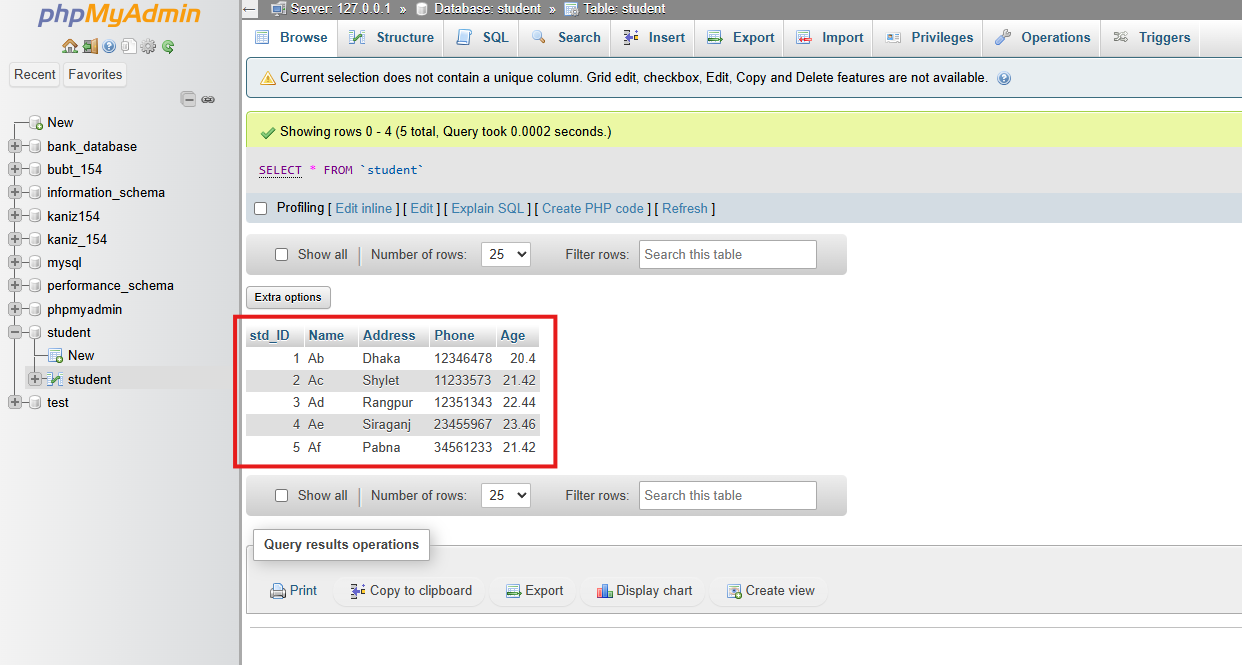 phpMyAdmin
Recent Favorites
New
bank_database
bubt_154
information_schema
kaniz154
kaniz_154
mysql
performance_schema
phpmyadmin
student
New
student
test
Server: 127.0.0.1 » Database: student » Table: student
Browse Structure SQL Search Insert Export Import Privileges Operations Triggers
Current selection does not contain a unique column. Grid edit, checkbox, Edit, Copy and Delete features are not available.
Showing rows 0 - 4 (5 total, Query took 0.0002 seconds.)
SELECT * FROM `student`
Profiling [ Edit inline ] [ Edit ] [ Explain SQL ] [ Create PHP code ] [ Refresh ]
Show all | Number of rows: 25 Filter rows: Search this table
Extra options
std_ID Name Address Phone Age
1 Ab Dhaka 12346478 20.4
2 Ac Shylet 11233573 21.42
3 Ad Rangpur 12351343 22.44
4 Ae Siraganj 23455967 23.46
5 Af Pabna 34561233 21.42
Show all | Number of rows: 25 Filter rows: Search this table
Query results operations
Print Copy to clipboard Export Display chart Create view